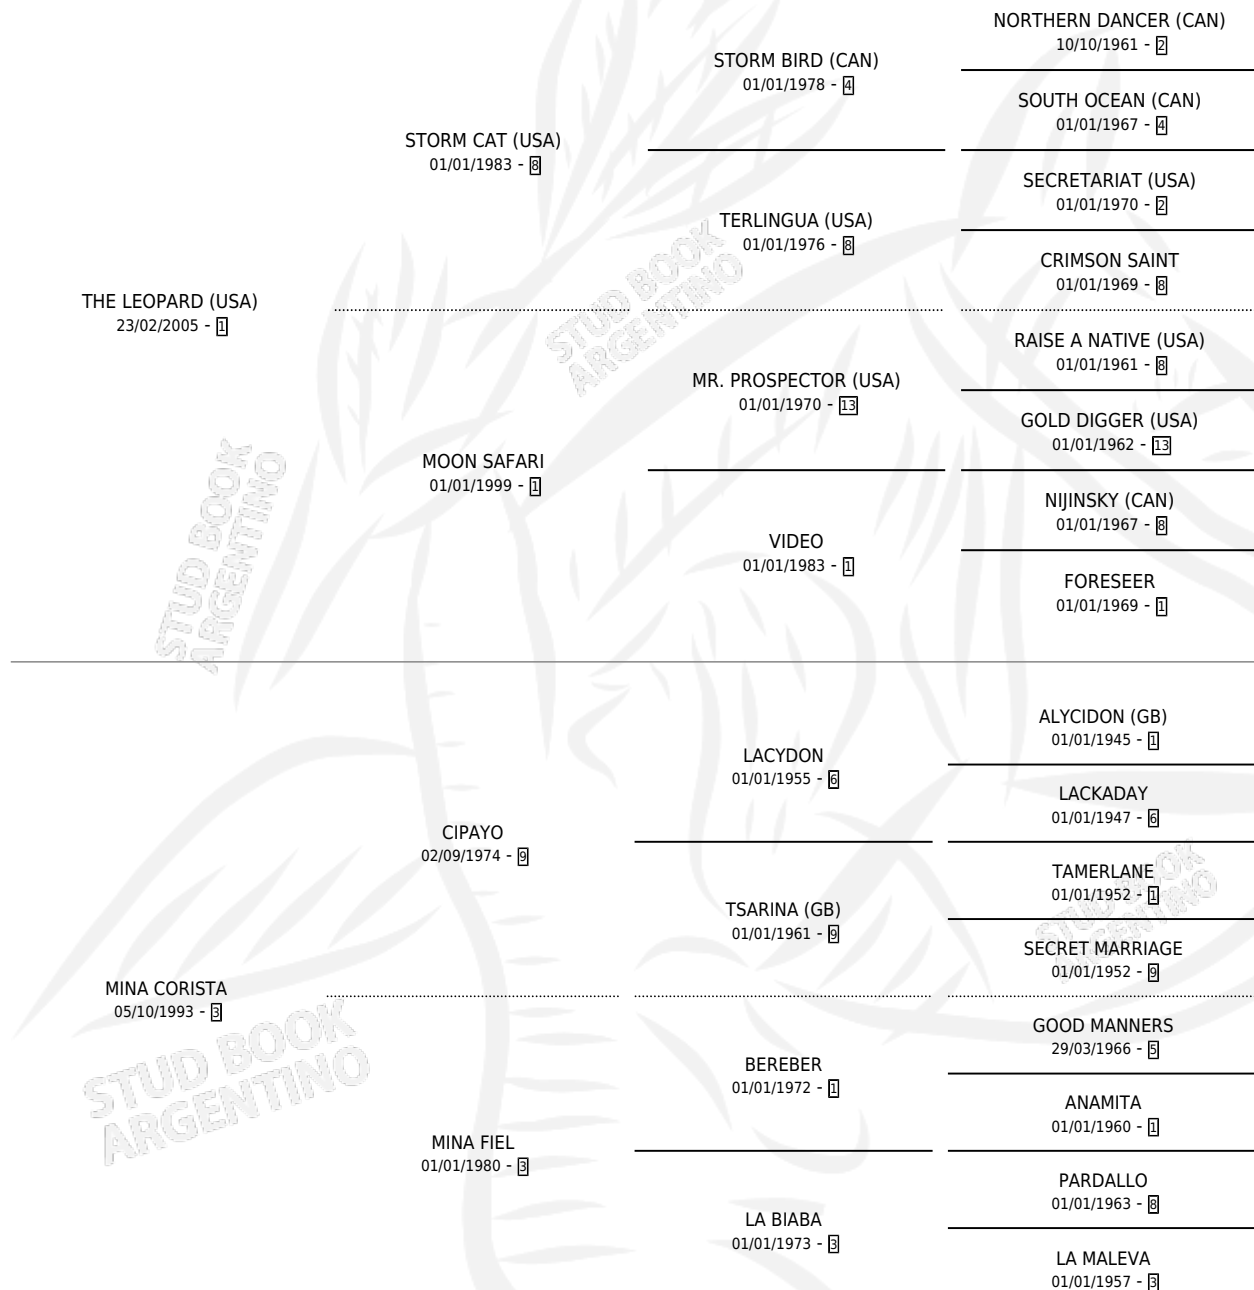 NORTHERN DANCER (CAN)
10/10/1961 - 2
STORM BIRD (CAN)
01/01/1978 - 4
SOUTH OCEAN (CAN)
01/01/1967 - 4
STORM CAT (USA)
01/01/1983 - 8
SECRETARIAT (USA)
01/01/1970 - 2
TERLINGUA (USA)
01/01/1976 - 8
CRIMSON SAINT
01/01/1969 - 8
THE LEOPARD (USA)
23/02/2005 - 1
RAISE A NATIVE (USA)
01/01/1961 - 8
MR. PROSPECTOR (USA)
01/01/1970 - 13
GOLD DIGGER (USA)
01/01/1962 - 13
MOON SAFARI
01/01/1999 - 1
NIJINSKY (CAN)
01/01/1967 - 8
VIDEO
01/01/1983 - 1
FORESEER
01/01/1969 - 1
ALYCIDON (GB)
01/01/1945 - 1
LACYDON
01/01/1955 - 6
LACKADAY
01/01/1947 - 6
CIPAYO
02/09/1974 - 9
TAMERLANE
01/01/1952 - 1
TSARINA (GB)
01/01/1961 - 9
SECRET MARRIAGE
01/01/1952 - 9
MINA CORISTA
05/10/1993 - 3
GOOD MANNERS
29/03/1966 - 5
BEREBER
01/01/1972 - 1
ANAMITA
01/01/1960 - 1
MINA FIEL
01/01/1980 - 3
PARDALLO
01/01/1963 - 8
LA BIABA
01/01/1973 - 3
LA MALEVA
01/01/1957 - 3
STUD BOOK
ARGENTINO
STUD BOOK
ARGENTINO
STUD BOOK
ARGENTINO
STUD BOOK
ARGENTINO